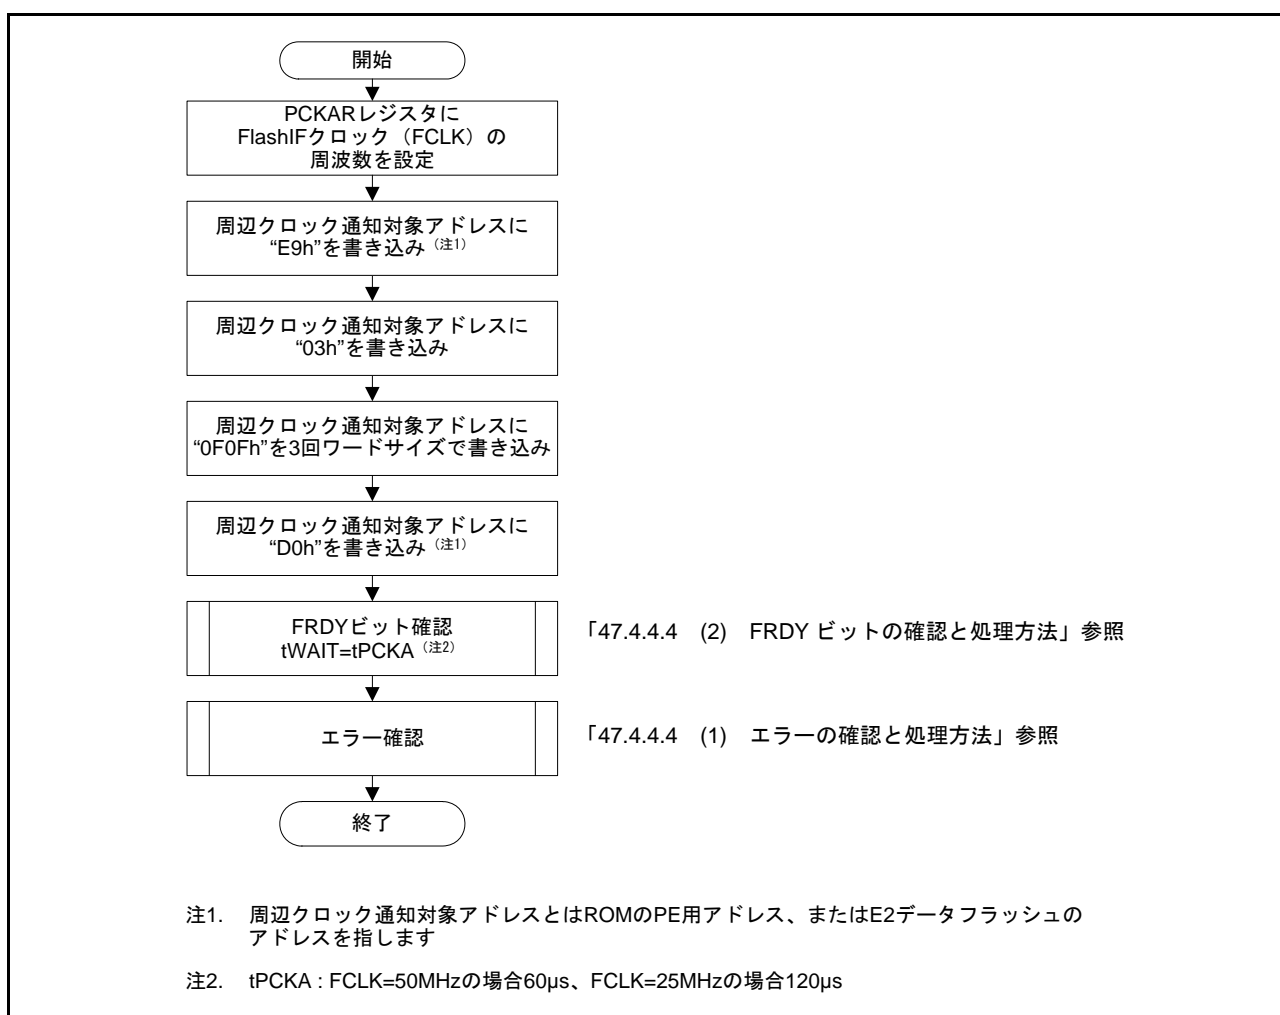 開始
PCKARレジスタに
FlashIFクロック（FCLK）の
周波数を設定
周辺クロック通知対象アドレスに
“E9h”を書き込み（注1）
周辺クロック通知対象アドレスに
“03h”を書き込み
周辺クロック通知対象アドレスに
“0F0Fh”を3回ワードサイズで書き込み
周辺クロック通知対象アドレスに
“D0h”を書き込み（注1）
FRDYビット確認
tWAIT=tPCKA（注2）
「47.4.4.4 (2) FRDY ビットの確認と処理方法」参照
エラー確認
「47.4.4.4 (1) エラーの確認と処理方法」参照
終了
注1. 周辺クロック通知対象アドレスとはROMのPE用アドレス、またはE2データフラッシュの
アドレスを指します
注2. tPCKA : FCLK=50MHzの場合60μs、FCLK=25MHzの場合120μs